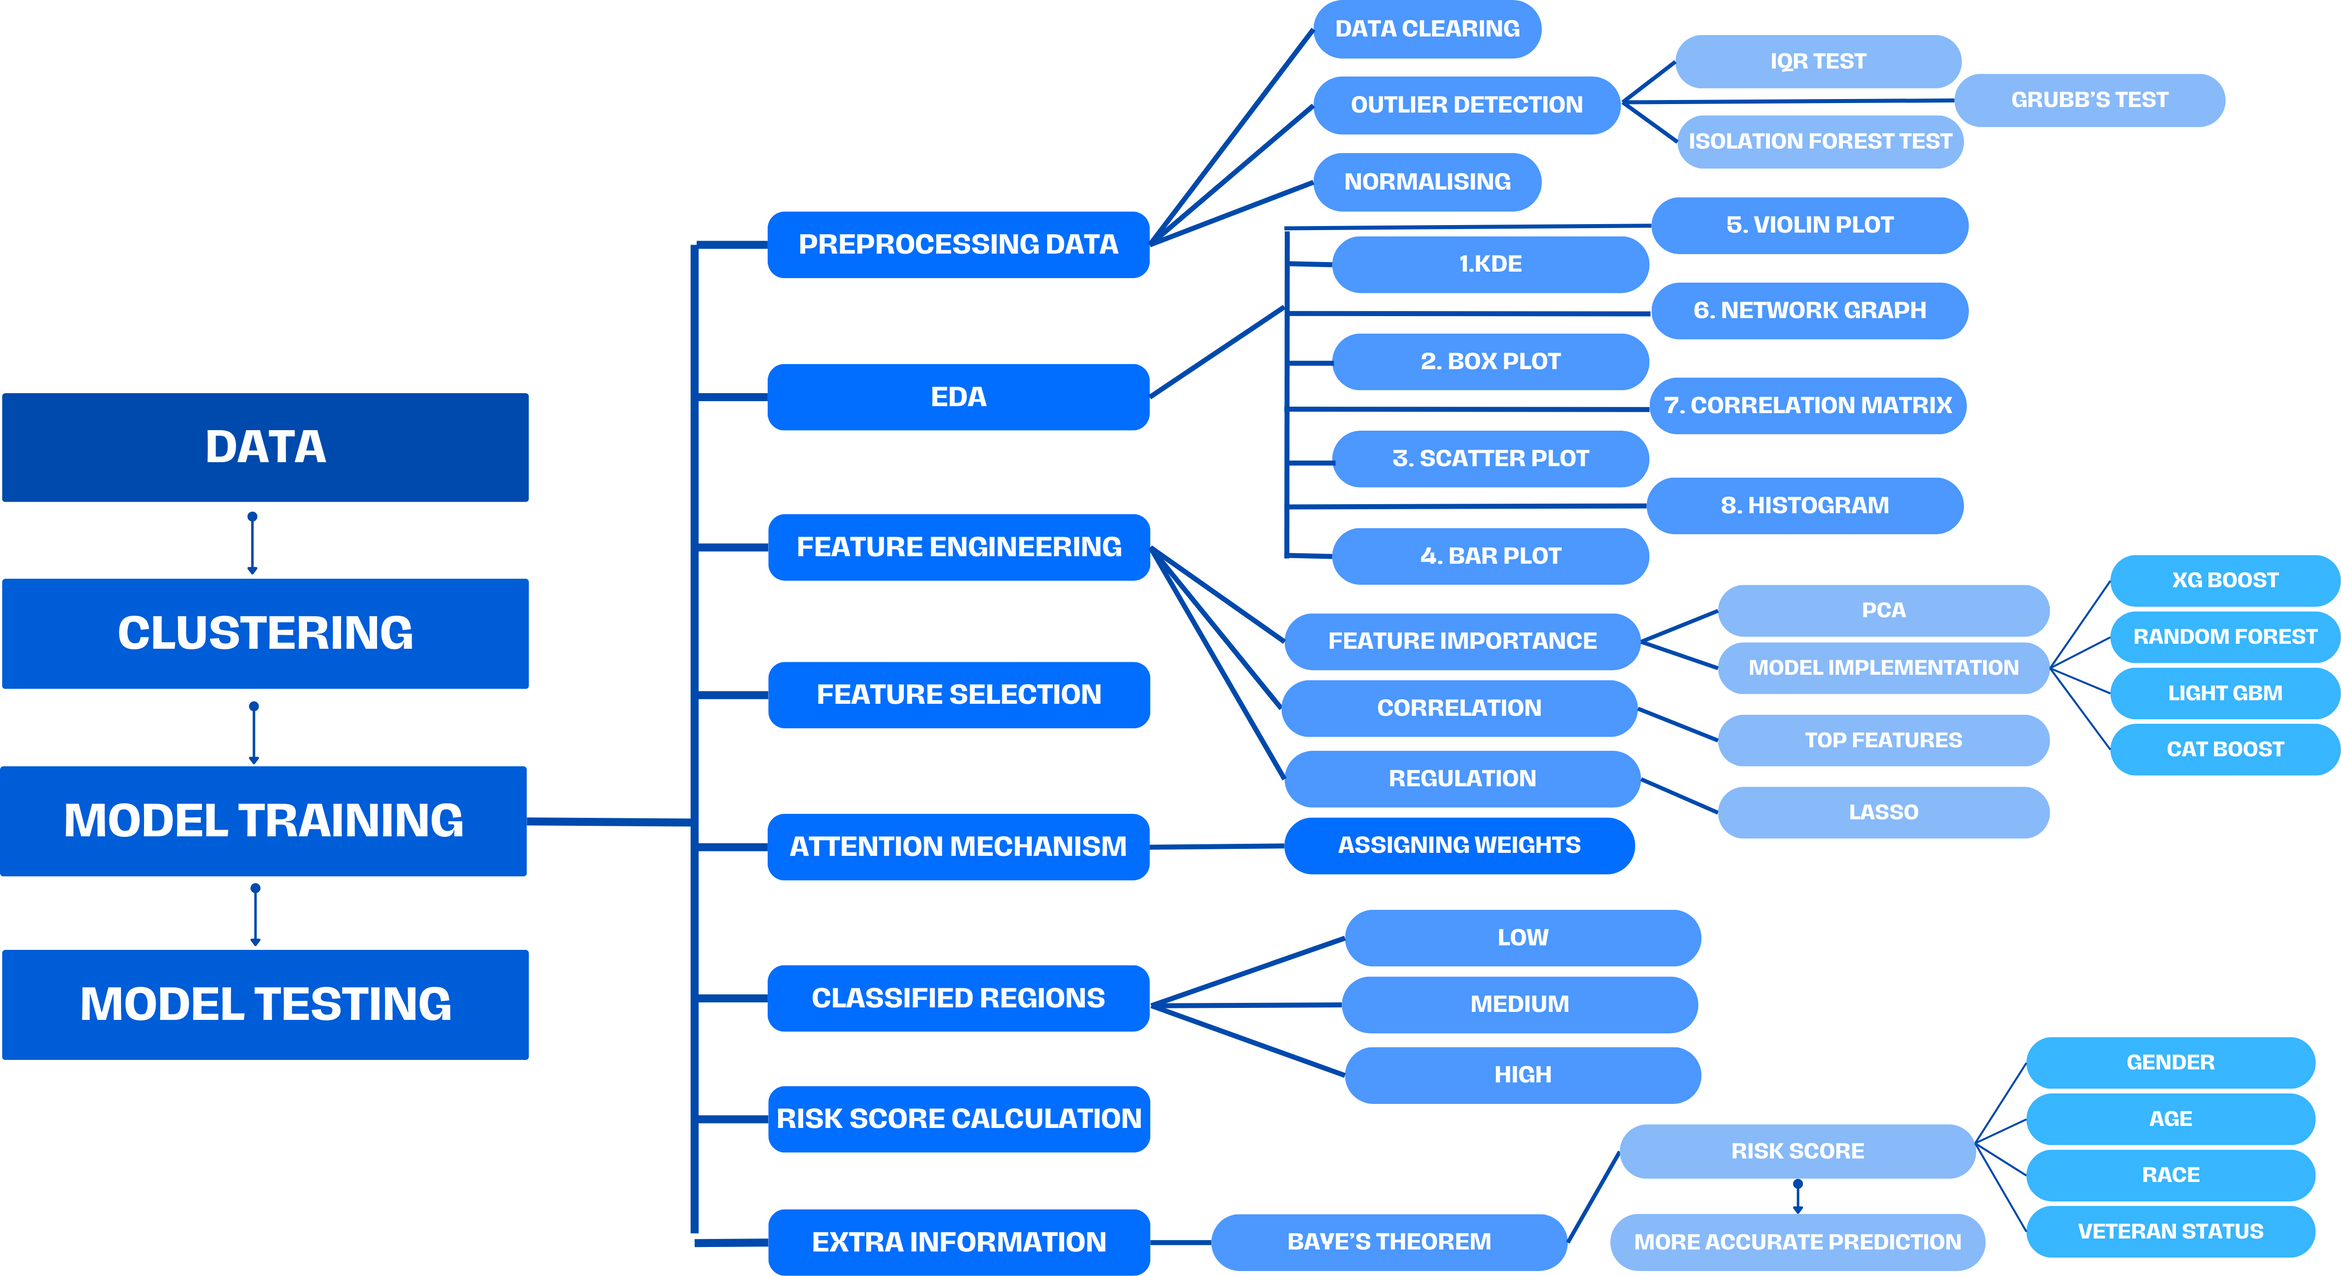 DATA
CLUSTERING
MODEL TRAINING
MODEL TESTING
PREPROCESSING DATA
DATA CLEARING
OUTLIER DETECTION
IQR TEST
GRUBB'S TEST
ISOLATION FOREST TEST
NORMALISING
EDA
5. VIOLIN PLOT
1.KDE
6. NETWORK GRAPH
2. BOX PLOT
7. CORRELATION MATRIX
3. SCATTER PLOT
8. HISTOGRAM
4. BAR PLOT
FEATURE ENGINEERING
FEATURE IMPORTANCE
PCA
MODEL IMPLEMENTATION
XG BOOST
RANDOM FOREST
LIGHT GBM
CAT BOOST
CORRELATION
TOP FEATURES
REGULATION
LASSO
FEATURE SELECTION
ATTENTION MECHANISM
ASSIGNING WEIGHTS
CLASSIFIED REGIONS
LOW
MEDIUM
HIGH
RISK SCORE CALCULATION
EXTRA INFORMATION
BAYE'S THEOREM
RISK SCORE
MORE ACCURATE PREDICTION
GENDER
AGE
RACE
VETERAN STATUS